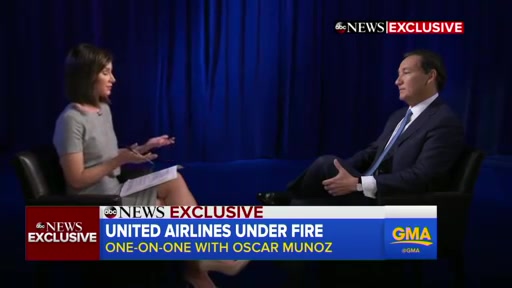 abc NEWS EXCLUSIVE
abc NEWS EXCLUSIVE
abc NEWS
EXCLUSIVE
UNITED AIRLINES UNDER FIRE
ONE-ON-ONE WITH OSCAR MUNOZ
GMA
@GMA